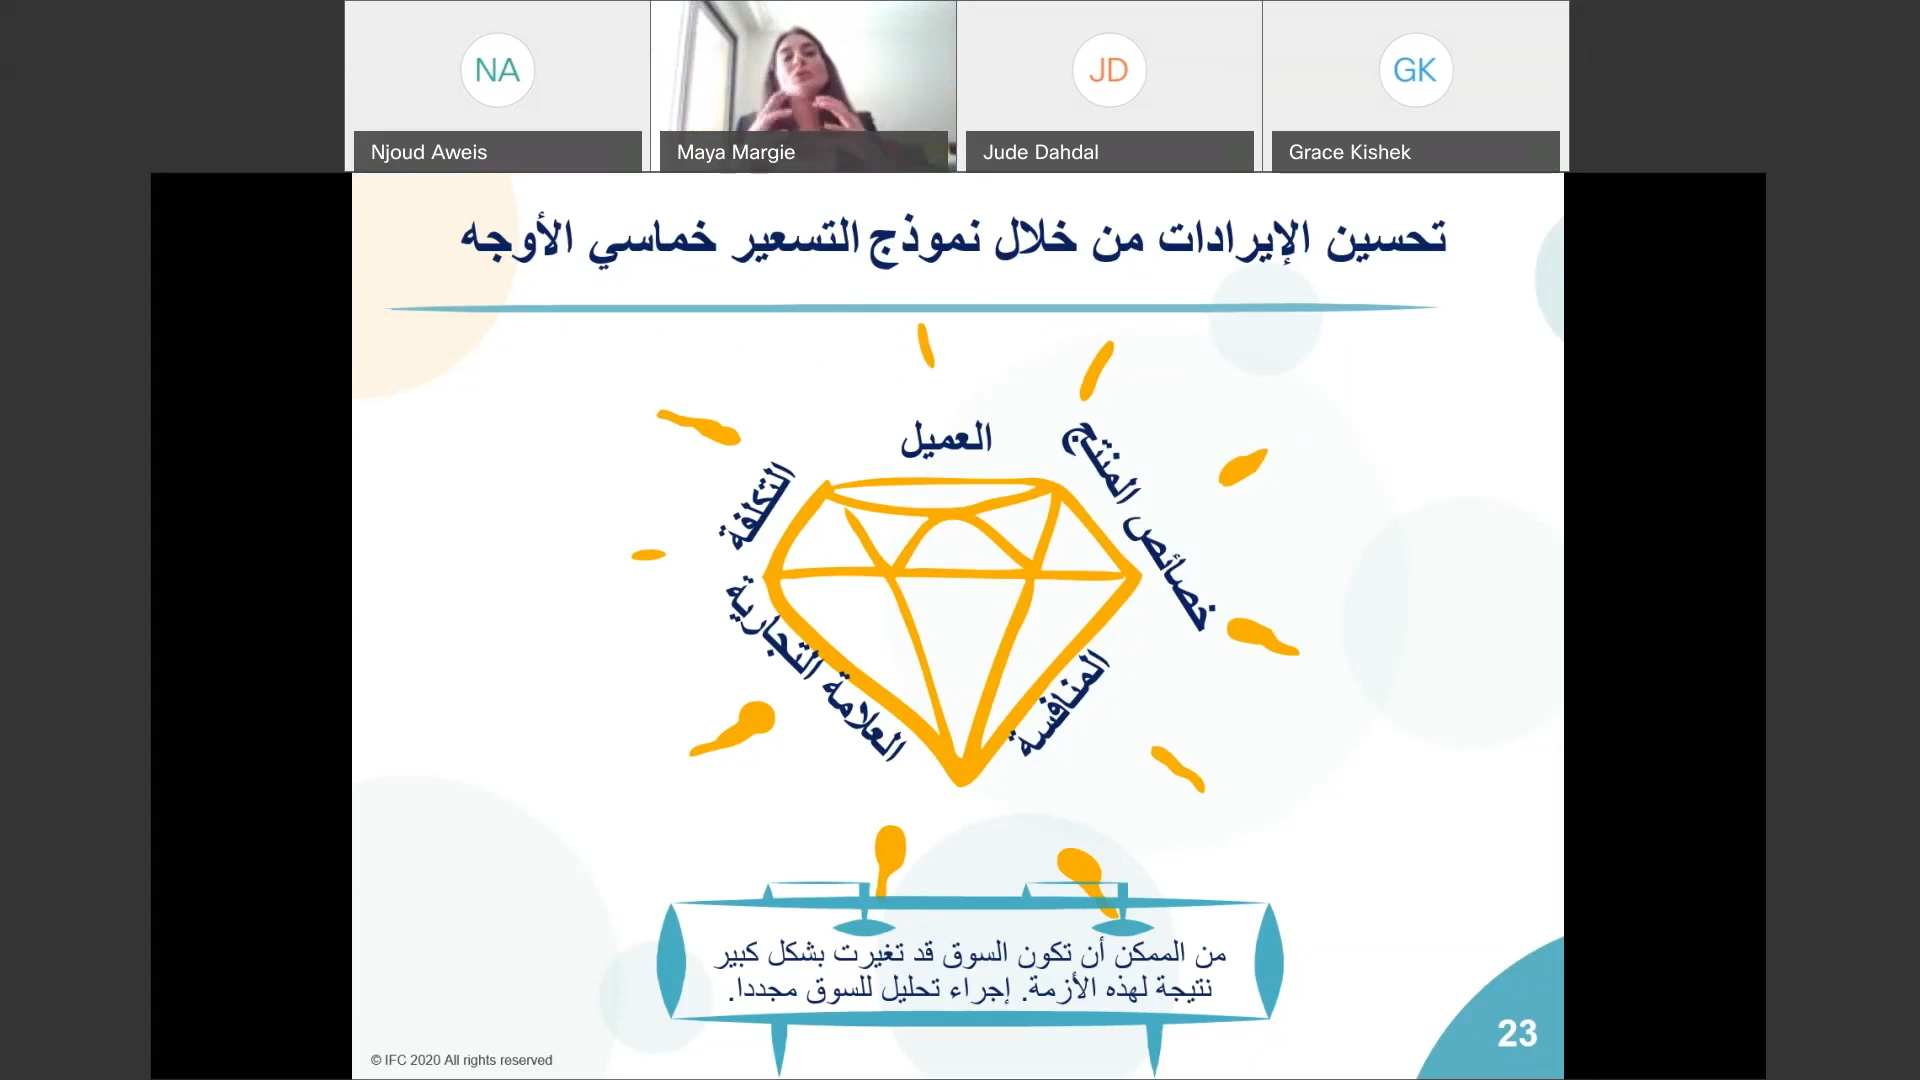 NA
JD
GK
Njoud Aweis
Maya Margie
Jude Dahdal
Grace Kishek
تحسين الإيرادات من خلال نموذج التسعير خماسي الأوجه
العميل
خصائص المنتج
التكلفة
العلامة التجارية
المنافسة
من الممكن أن تكون السوق قد تغيرت بشكل كبير
نتيجة لهذه الأزمة. إجراء تحليل للسوق مجددا.
© IFC 2020 All rights reserved
23